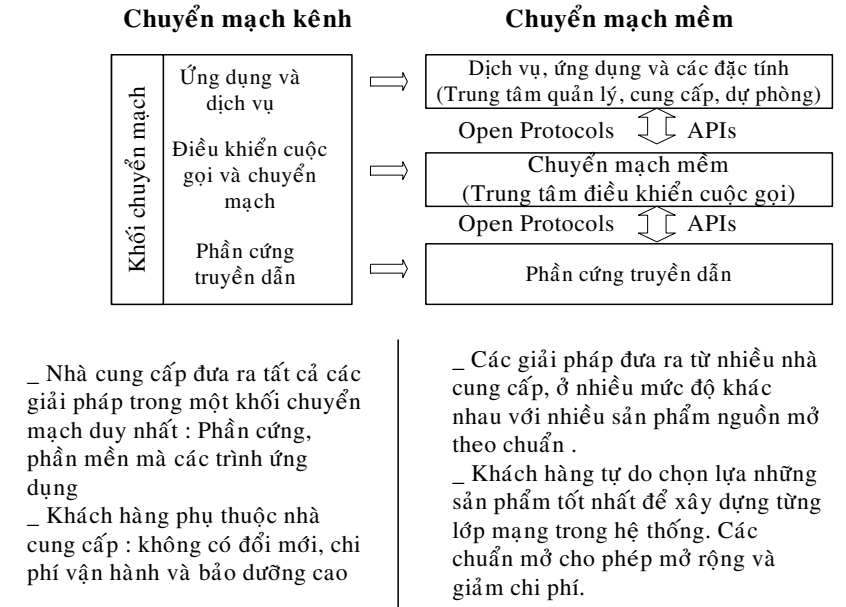 Chuyển mạch kênh
Chuyển mạch mềm
Khối chuyển mạch
Ứng dụng và
dịch vụ
Điều khiển cuộc
gọi và chuyển
mạch
Phần cứng
truyền dẫn
Dịch vụ, ứng dụng và các đặc tính
(Trung tâm quản lý, cung cấp, dự phòng)
Open Protocols APIs
Chuyển mạch mềm
(Trung tâm điều khiển cuộc gọi)
Open Protocols APIs
Phần cứng truyền dẫn
_ Nhà cung cấp đưa ra tất cả các
giải pháp trong một khối chuyển
mạch duy nhất : Phần cứng,
phần mền mà các trình ứng
dụng
_ Khách hàng phụ thuộc nhà
cung cấp : không có đổi mới, chi
phí vận hành và bảo dưỡng cao
_ Các giải pháp đưa ra từ nhiều nhà
cung cấp, ở nhiều mức độ khác
nhau với nhiều sản phẩm nguồn mở
theo chuẩn .
_ Khách hàng tự do chọn lựa những
sản phẩm tốt nhất để xây dựng từng
lớp mạng trong hệ thống. Các
chuẩn mở cho phép mở rộng và
giảm chi phí.